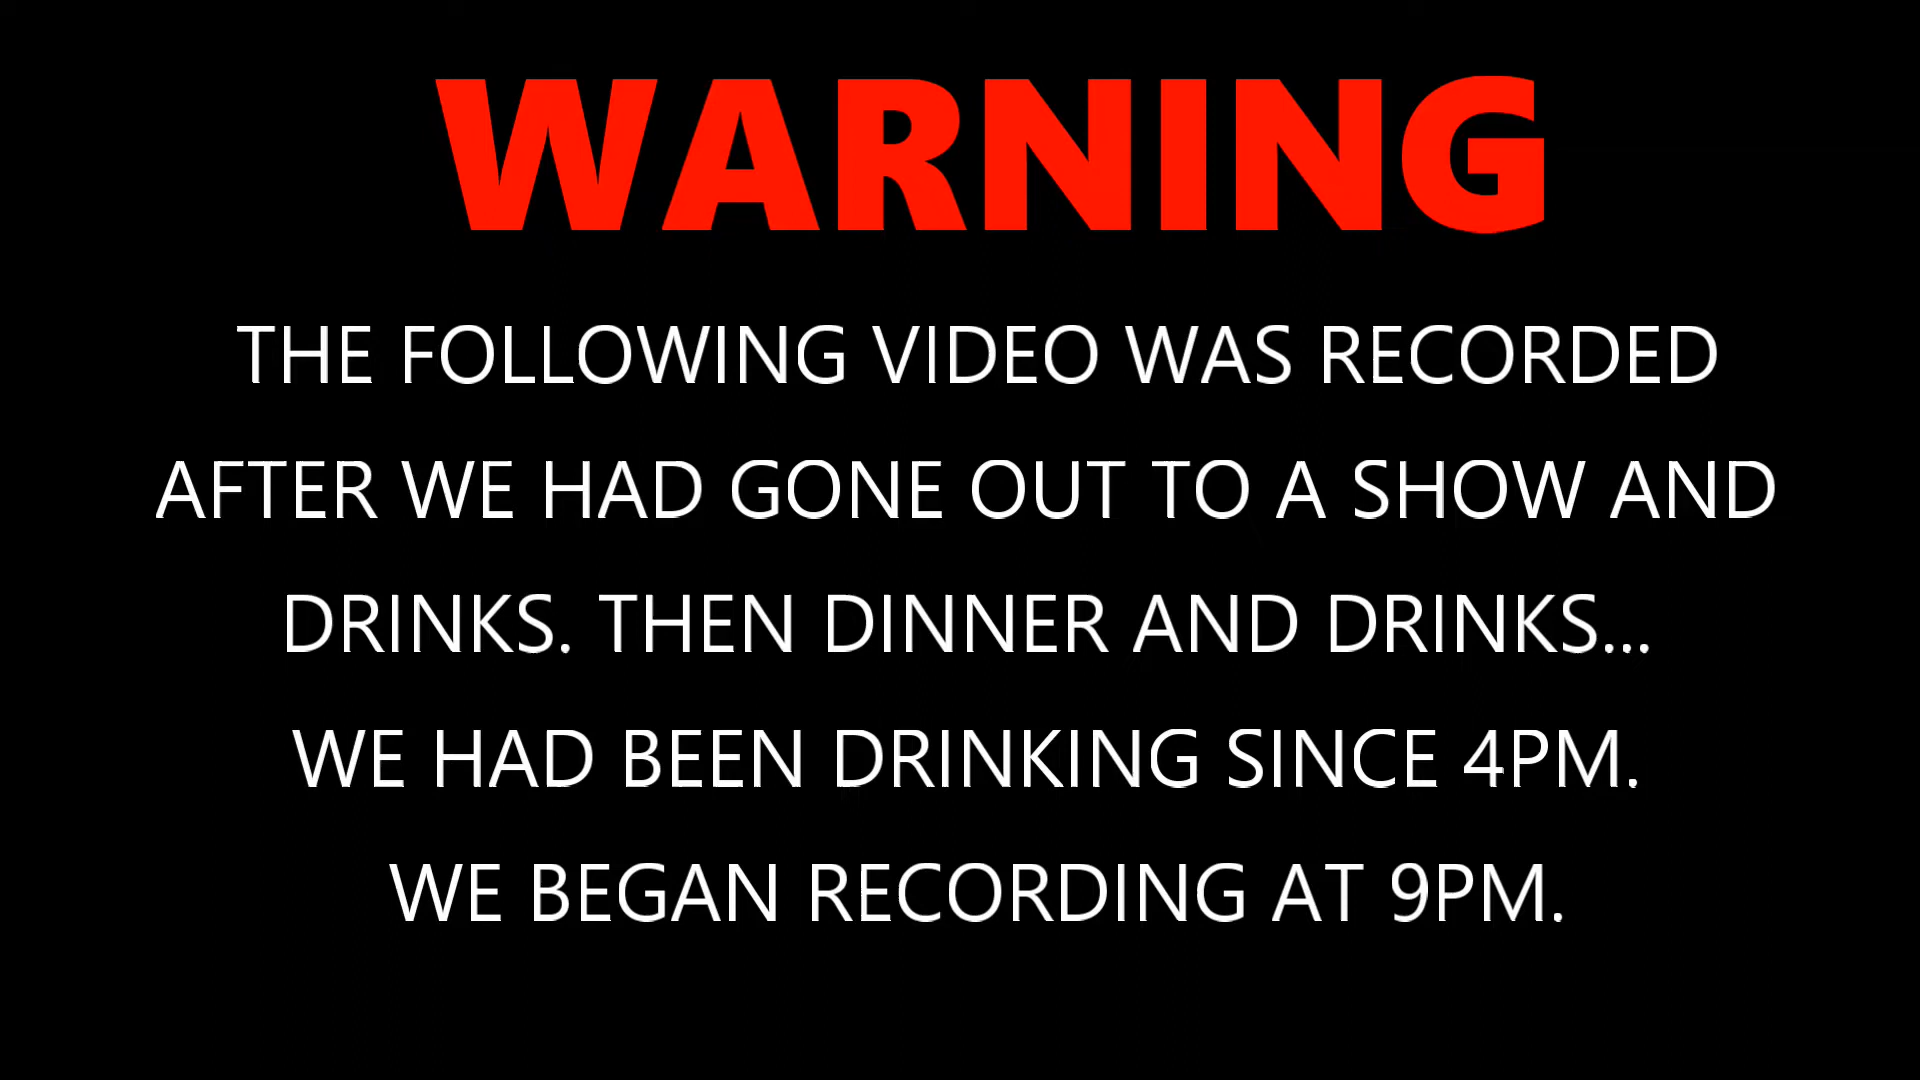 WARNING
THE FOLLOWING VIDEO WAS RECORDED
AFTER WE HAD GONE OUT TO A SHOW AND
DRINKS. THEN DINNER AND DRINKS...
WE HAD BEEN DRINKING SINCE 4PM.
WE BEGAN RECORDING AT 9PM.